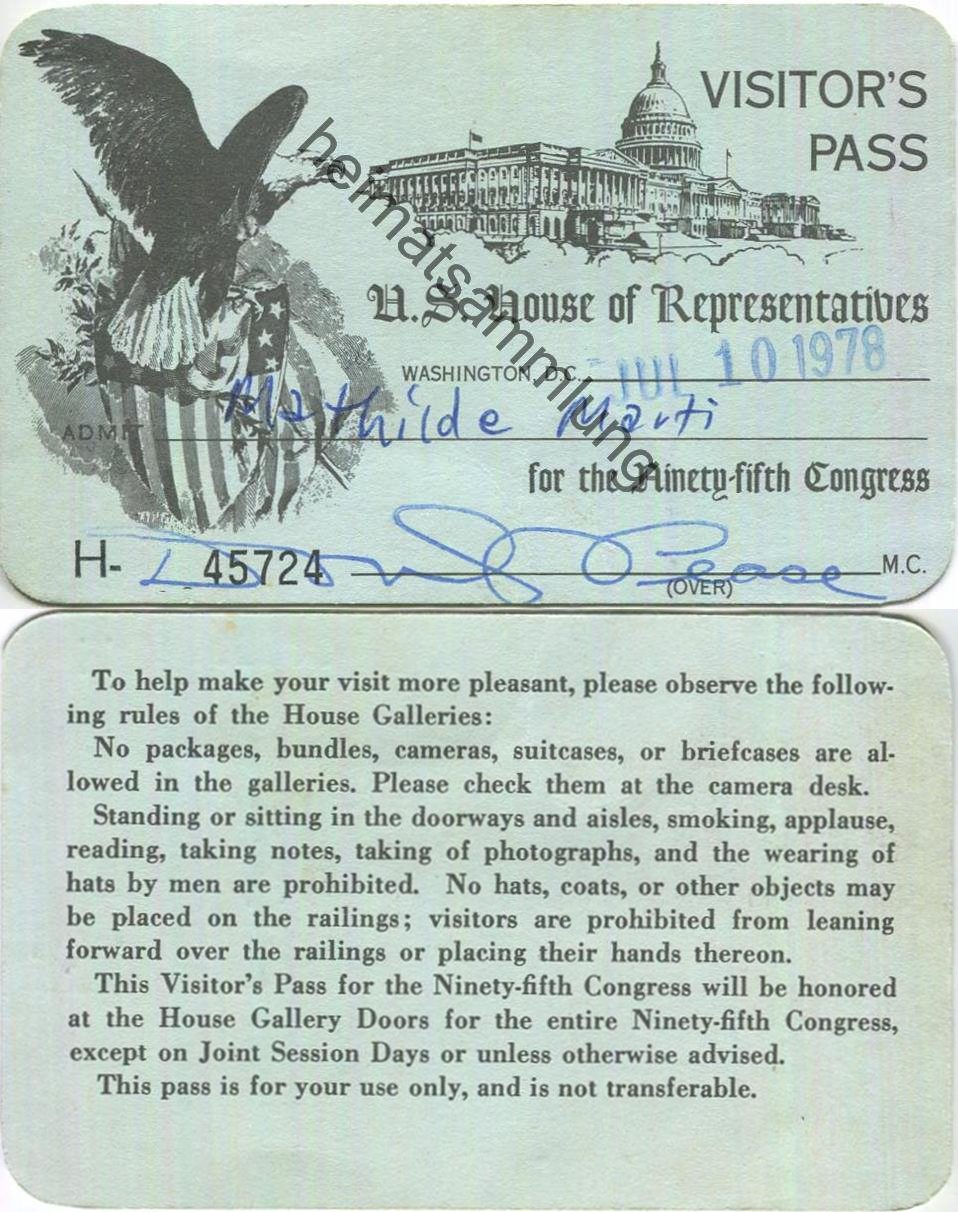 VISITOR'S
PASS
U.S. House of Representatives
WASHINGTON, D.C. JUL 10 1978
ADMIT Mathilde Marti
for the Ninety-fifth Congress
H- 45724 Pease M.C.
(OVER)
heimatsammlung
To help make your visit more pleasant, please observe the follow-
ing rules of the House Galleries:
No packages, bundles, cameras, suitcases, or briefcases are al-
lowed in the galleries. Please check them at the camera desk.
Standing or sitting in the doorways and aisles, smoking, applause,
reading, taking notes, taking of photographs, and the wearing of
hats by men are prohibited. No hats, coats, or other objects may
be placed on the railings; visitors are prohibited from leaning
forward over the railings or placing their hands thereon.
This Visitor's Pass for the Ninety-fifth Congress will be honored
at the House Gallery Doors for the entire Ninety-fifth Congress,
except on Joint Session Days or unless otherwise advised.
This pass is for your use only, and is not transferable.